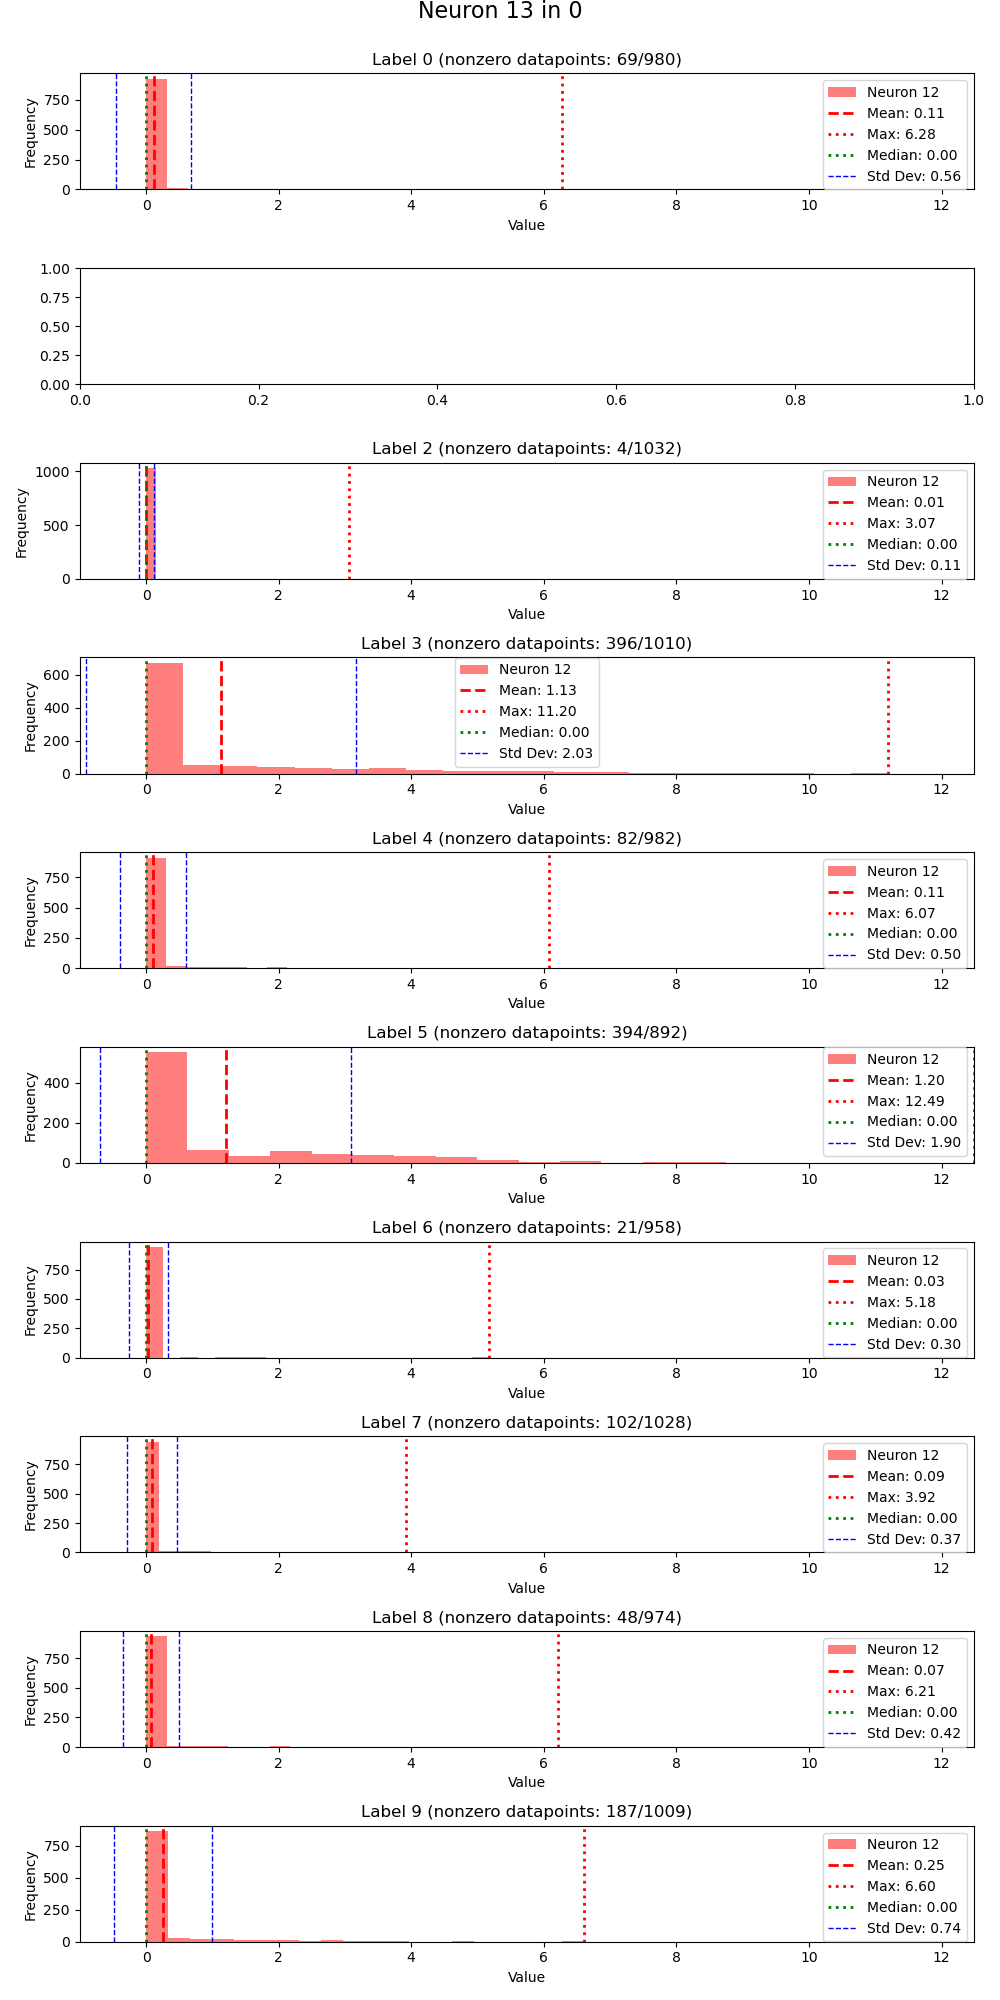 Neuron 13 in 0
Label 0 (nonzero datapoints: 69/980)
Frequency
750
500
250
0
Neuron 12
Mean: 0.11
Max: 6.28
Median: 0.00
Std Dev: 0.56
0 2 4 6 8 10 12
Value
1.00
0.75
0.50
0.25
0.00
0.0 0.2 0.4 0.6 0.8 1.0
Label 2 (nonzero datapoints: 4/1032)
Frequency
1000
500
0
Neuron 12
Mean: 0.01
Max: 3.07
Median: 0.00
Std Dev: 0.11
0 2 4 6 8 10 12
Value
Label 3 (nonzero datapoints: 396/1010)
Frequency
600
400
200
0
Neuron 12
Mean: 1.13
Max: 11.20
Median: 0.00
Std Dev: 2.03
0 2 4 6 8 10 12
Value
Label 4 (nonzero datapoints: 82/982)
Frequency
750
500
250
0
Neuron 12
Mean: 0.11
Max: 6.07
Median: 0.00
Std Dev: 0.50
0 2 4 6 8 10 12
Value
Label 5 (nonzero datapoints: 394/892)
Frequency
400
200
0
Neuron 12
Mean: 1.20
Max: 12.49
Median: 0.00
Std Dev: 1.90
0 2 4 6 8 10 12
Value
Label 6 (nonzero datapoints: 21/958)
Frequency
750
500
250
0
Neuron 12
Mean: 0.03
Max: 5.18
Median: 0.00
Std Dev: 0.30
0 2 4 6 8 10 12
Value
Label 7 (nonzero datapoints: 102/1028)
Frequency
750
500
250
0
Neuron 12
Mean: 0.09
Max: 3.92
Median: 0.00
Std Dev: 0.37
0 2 4 6 8 10 12
Value
Label 8 (nonzero datapoints: 48/974)
Frequency
750
500
250
0
Neuron 12
Mean: 0.07
Max: 6.21
Median: 0.00
Std Dev: 0.42
0 2 4 6 8 10 12
Value
Label 9 (nonzero datapoints: 187/1009)
Frequency
750
500
250
0
Neuron 12
Mean: 0.25
Max: 6.60
Median: 0.00
Std Dev: 0.74
0 2 4 6 8 10 12
Value